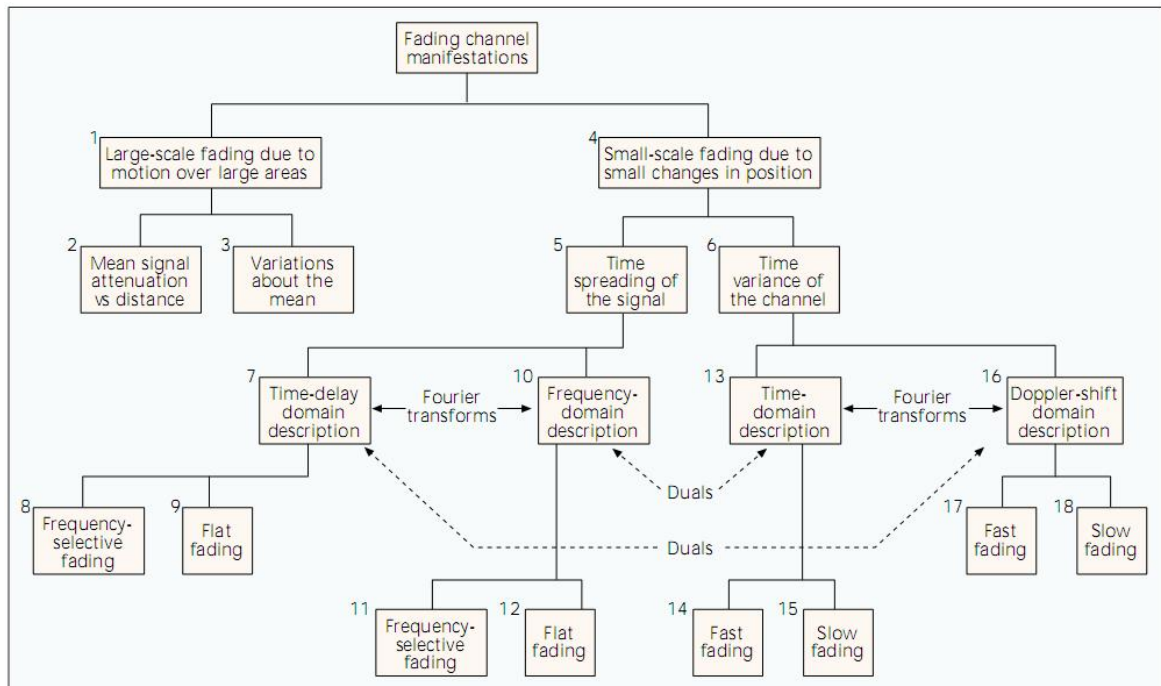 Fading channel
manifestations
1
Large-scale fading due to
motion over large areas
4
Small-scale fading due to
small changes in position
2
Mean signal
attenuation
vs distance
3
Variations
about the
mean
5
Time
spreading of
the signal
6
Time
variance of
the channel
7
Time-delay
domain
description
Fourier
transforms
10
Frequency-
domain
description
13
Time-
domain
description
Fourier
transforms
16
Doppler-shift
domain
description
Duals
Duals
8
Frequency-
selective
fading
9
Flat
fading
17
Fast
fading
18
Slow
fading
11
Frequency-
selective
fading
12
Flat
fading
14
Fast
fading
15
Slow
fading